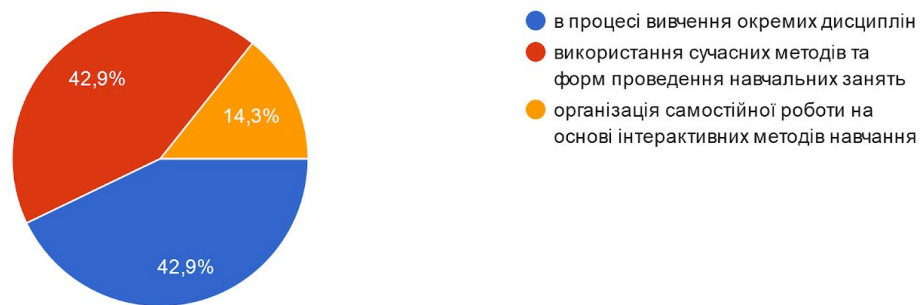 42,9%
14,3%
42,9%
в процесі вивчення окремих дисциплін
використання сучасних методів та
форм проведення навчальних занять
організація самостійної роботи на
основі інтерактивних методів навчання